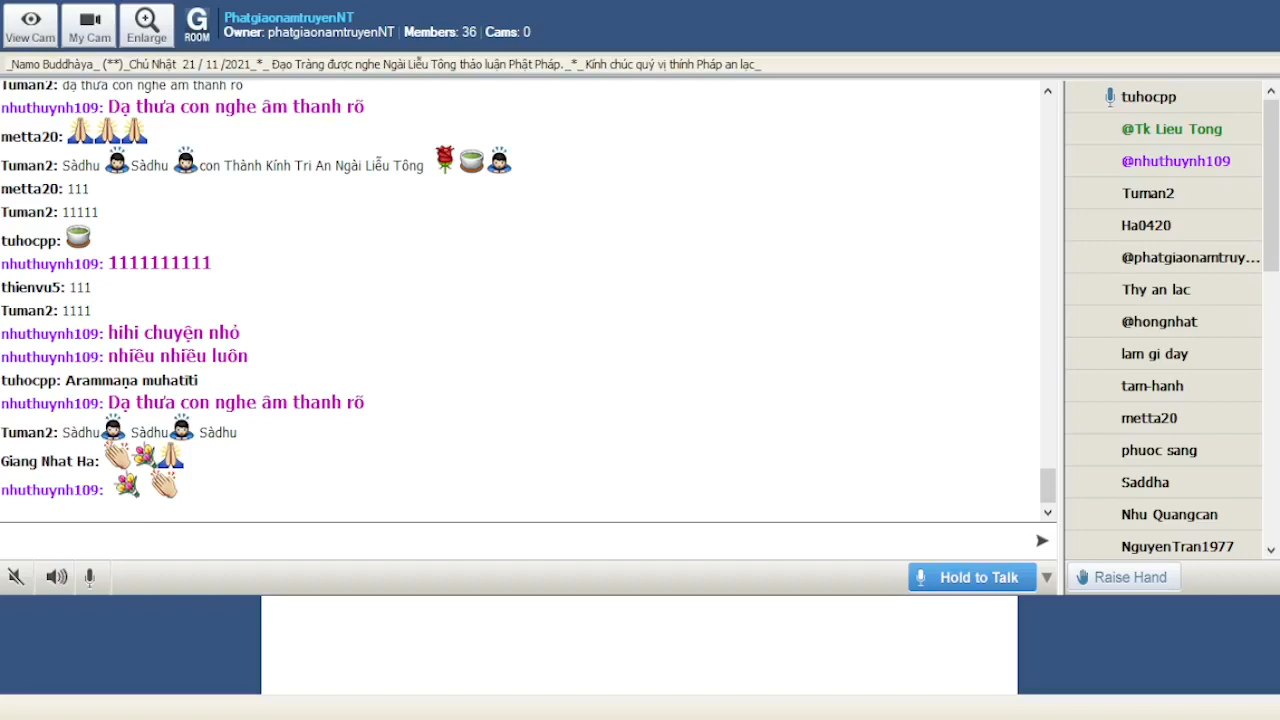 View Cam
My Cam
Enlarge
G
ROOM
PhatgiaonamtruyenNT
Owner: phatgiaonamtruyenNT | Members: 36 | Cams: 0
_Namo Buddhàya_ (**)_Chủ Nhật 21 / 11 /2021_*_ Đạo Tràng được nghe Ngài Liễu Tông thảo luận Phật Pháp._*_Kính chúc quý vị thính Pháp an lạc_
Tuman2: dạ thưa con nghe âm thanh rõ
nhuthuynh109: Dạ thưa con nghe âm thanh rõ
metta20:
Tuman2: Sàdhu Sàdhu con Thành Kính Tri Ân Ngài Liễu Tông
metta20: 111
Tuman2: 11111
tuhocpp:
nhuthuynh109: 1111111111
thienvu5: 111
Tuman2: 1111
nhuthuynh109: hihi chuyện nhỏ
nhuthuynh109: nhiều nhiều luôn
tuhocpp: Arammaṇa muhatīti
nhuthuynh109: Dạ thưa con nghe âm thanh rõ
Tuman2: Sàdhu Sàdhu Sàdhu
Giang Nhat Ha:
nhuthuynh109:
Hold to Talk
tuhocpp
@Tk Lieu Tong
@nhuthuynh109
Tuman2
Ha0420
@phatgiaonamtruy...
Thy an lac
@hongnhat
lam gi day
tam-hanh
metta20
phuoc sang
Saddha
Nhu Quangcan
NguyenTran1977
Raise Hand